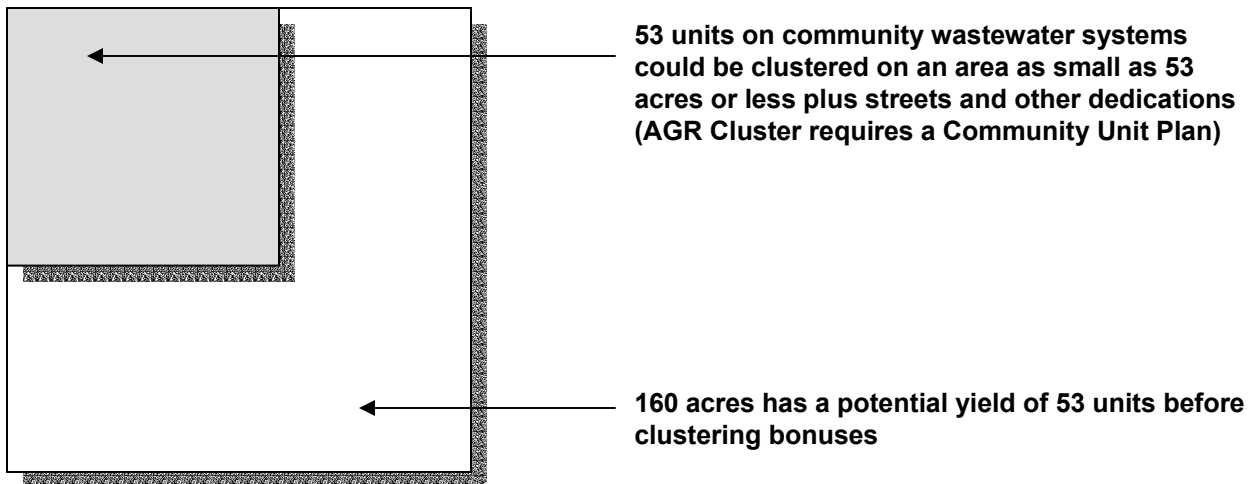 53 units on community wastewater systems
could be clustered on an area as small as 53
acres or less plus streets and other dedications
(AGR Cluster requires a Community Unit Plan)
160 acres has a potential yield of 53 units before
clustering bonuses